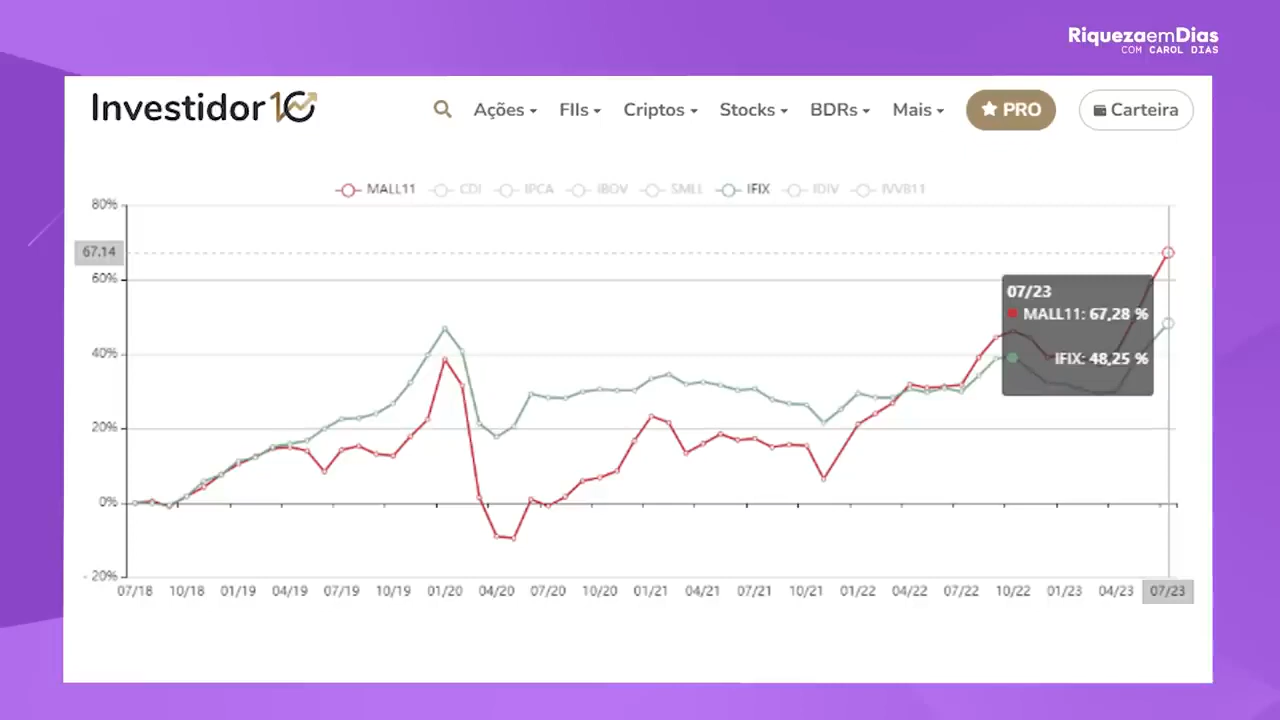 RiquezaemDias
COM CAROL DIAS
Investidor 10
Ações FIIs Criptos Stocks BDRs Mais PRO Carteira
MALL11 CDI IPCA IBOV SMLL IFIX IDIV IVVB11
80%
67.14
60%
40%
20%
0%
- 20%
07/23
MALL11: 67,28 %
IFIX: 48,25 %
07/18 10/18 01/19 04/19 07/19 10/19 01/20 04/20 07/20 10/20 01/21 04/21 07/21 10/21 01/22 04/22 07/22 10/22 01/23 04/23 07/23